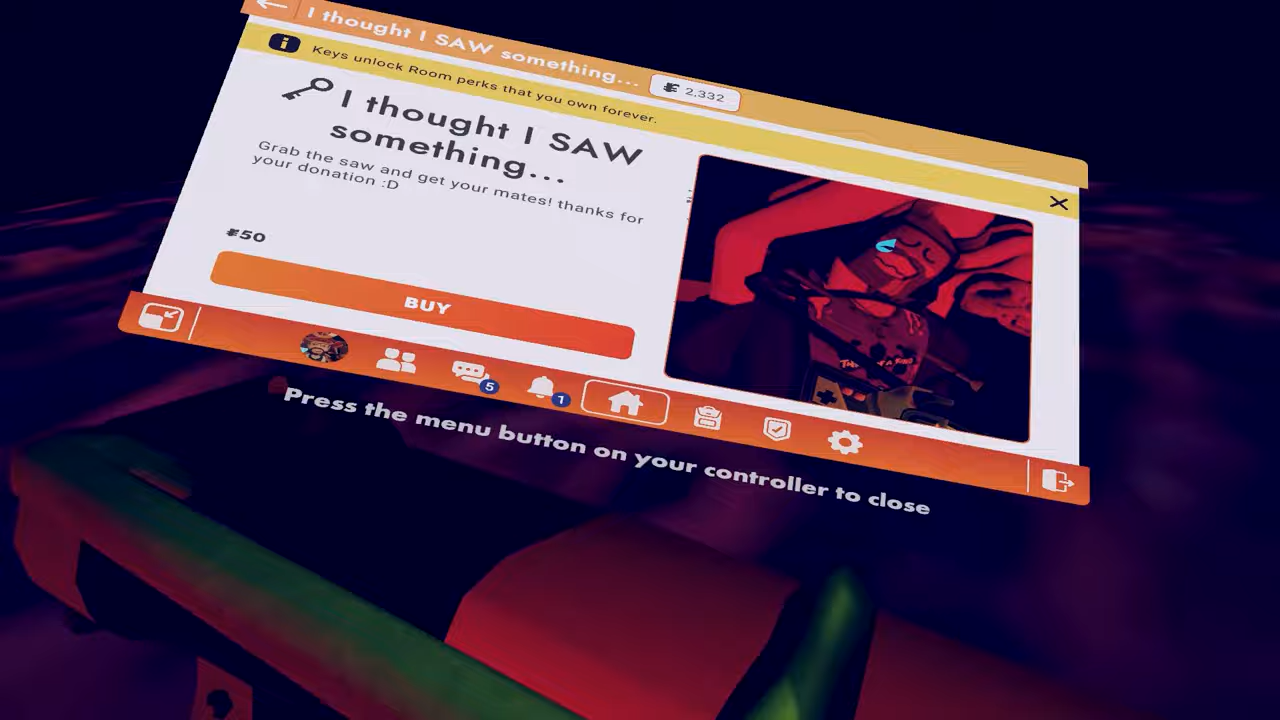 I thought I SAW something...
2,332
Keys unlock Room perks that you own forever.
I thought I SAW
something...
Grab the saw and get your mates! thanks for
your donation :D
50
BUY
5
1
Press the menu button on your controller to close